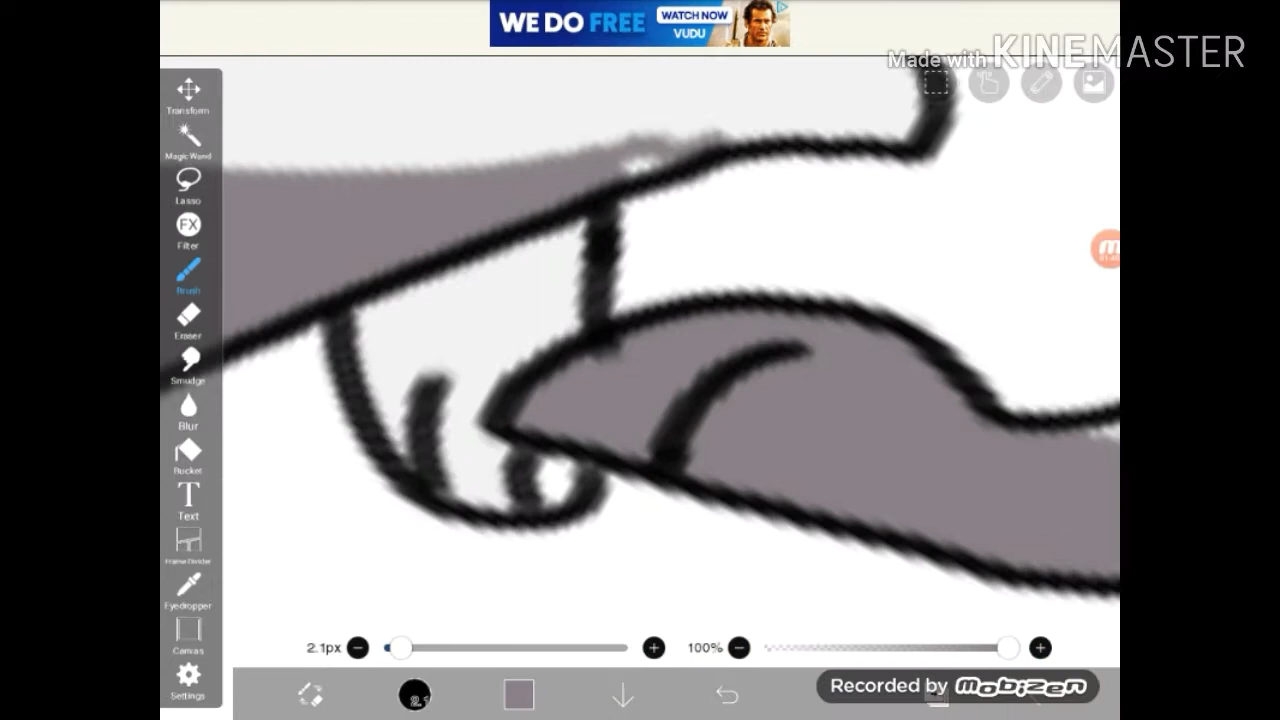 WE DO FREE
WATCH NOW
VUDU
Made with KINEMASTER
Transform
Magic Wand
Lasso
FX
Filter
Brush
Eraser
Smudge
Blur
Bucket
T
Text
Frame Divider
Eyedropper
Canvas
Settings
2.1px
100%
Recorded by mobizen